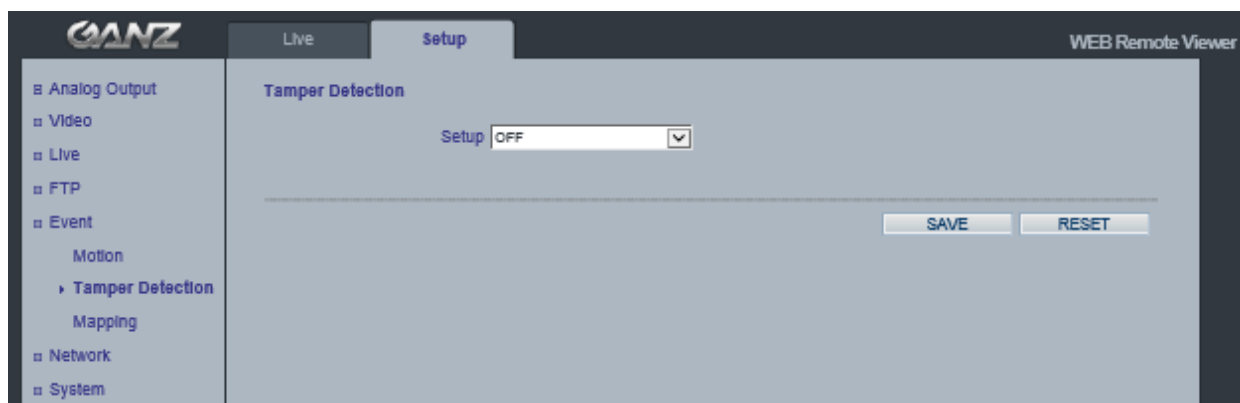 GANZ
Live
Setup
WEB Remote Viewer
Analog Output
Video
Live
FTP
Event
Motion
Tamper Detection
Mapping
Network
System
Tamper Detection
Setup OFF
SAVE
RESET